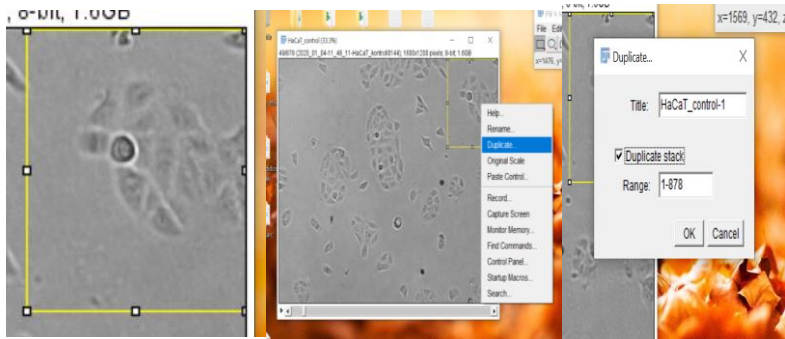 , 8-bit, 1.6GB
HaCaT_control (33.3%)
File Edit
Help...
Rename...
Duplicate...
Original Scale
Paste Control...
Record...
Capture Screen
Monitor Memory...
Find Commands...
Control Panel...
Startup Macros...
Search...
x=1569, y=432, z
Duplicate...
Title: HaCaT_control-1
Duplicate stack
Range: 1-878
OK Cancel